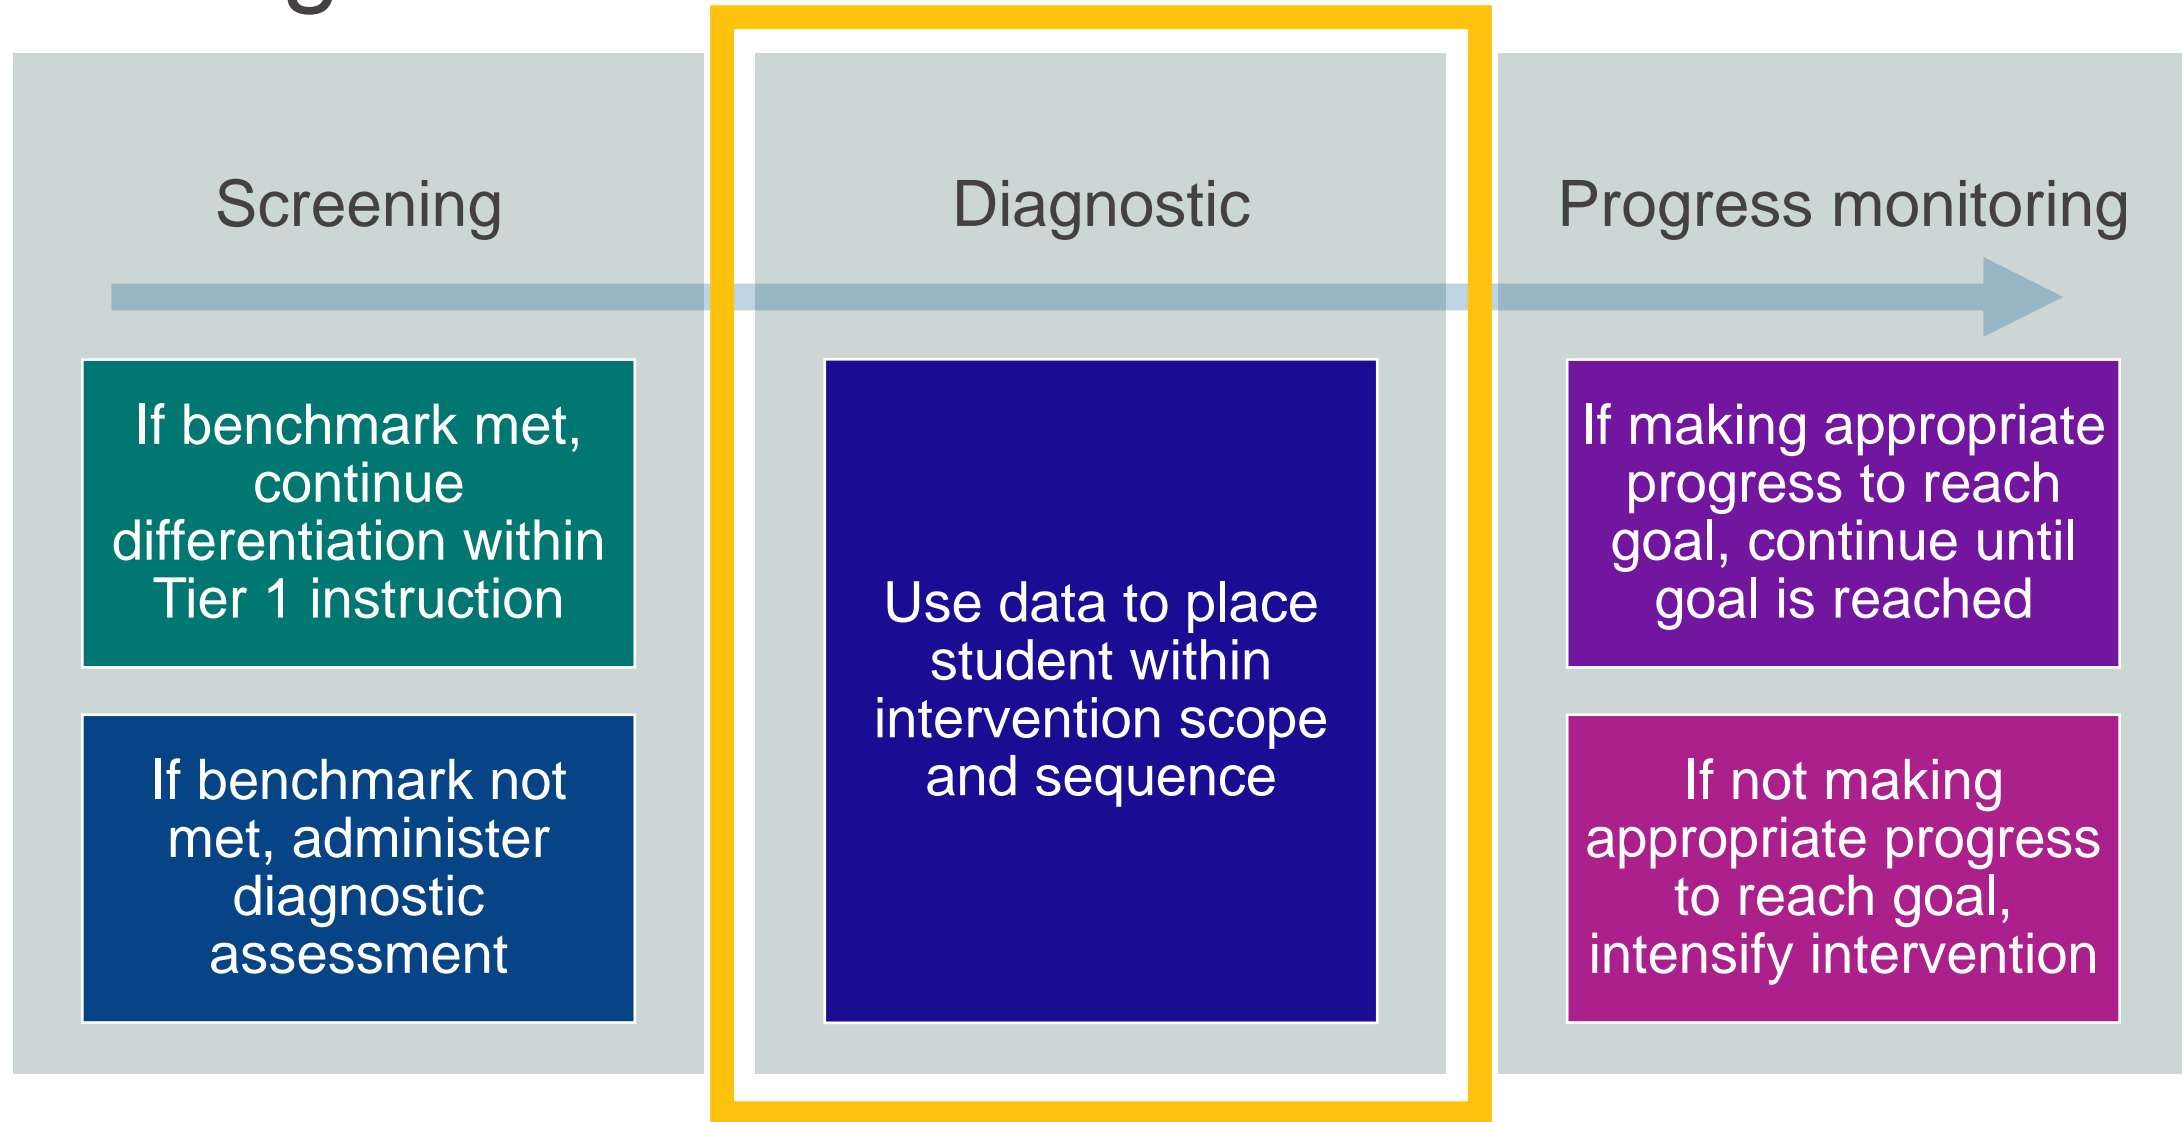 Screening
If benchmark met,
continue
differentiation within
Tier 1 instruction
If benchmark not
met, administer
diagnostic
assessment
Diagnostic
Use data to place
student within
intervention scope
and sequence
Progress monitoring
If making appropriate
progress to reach
goal, continue until
goal is reached
If not making
appropriate progress
to reach goal,
intensify intervention